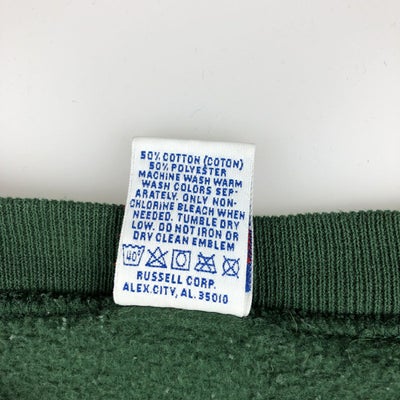 50% COTTON (COTON)
50% POLYESTER
MACHINE WASH WARM
WASH COLORS SEP-
ARATELY. ONLY NON-
CHLORINE BLEACH WHEN
NEEDED. TUMBLE DRY
LOW. DO NOT IRON OR
DRY CLEAN EMBLEM
40°
RUSSELL CORP.
ALEX.CITY, AL. 35010